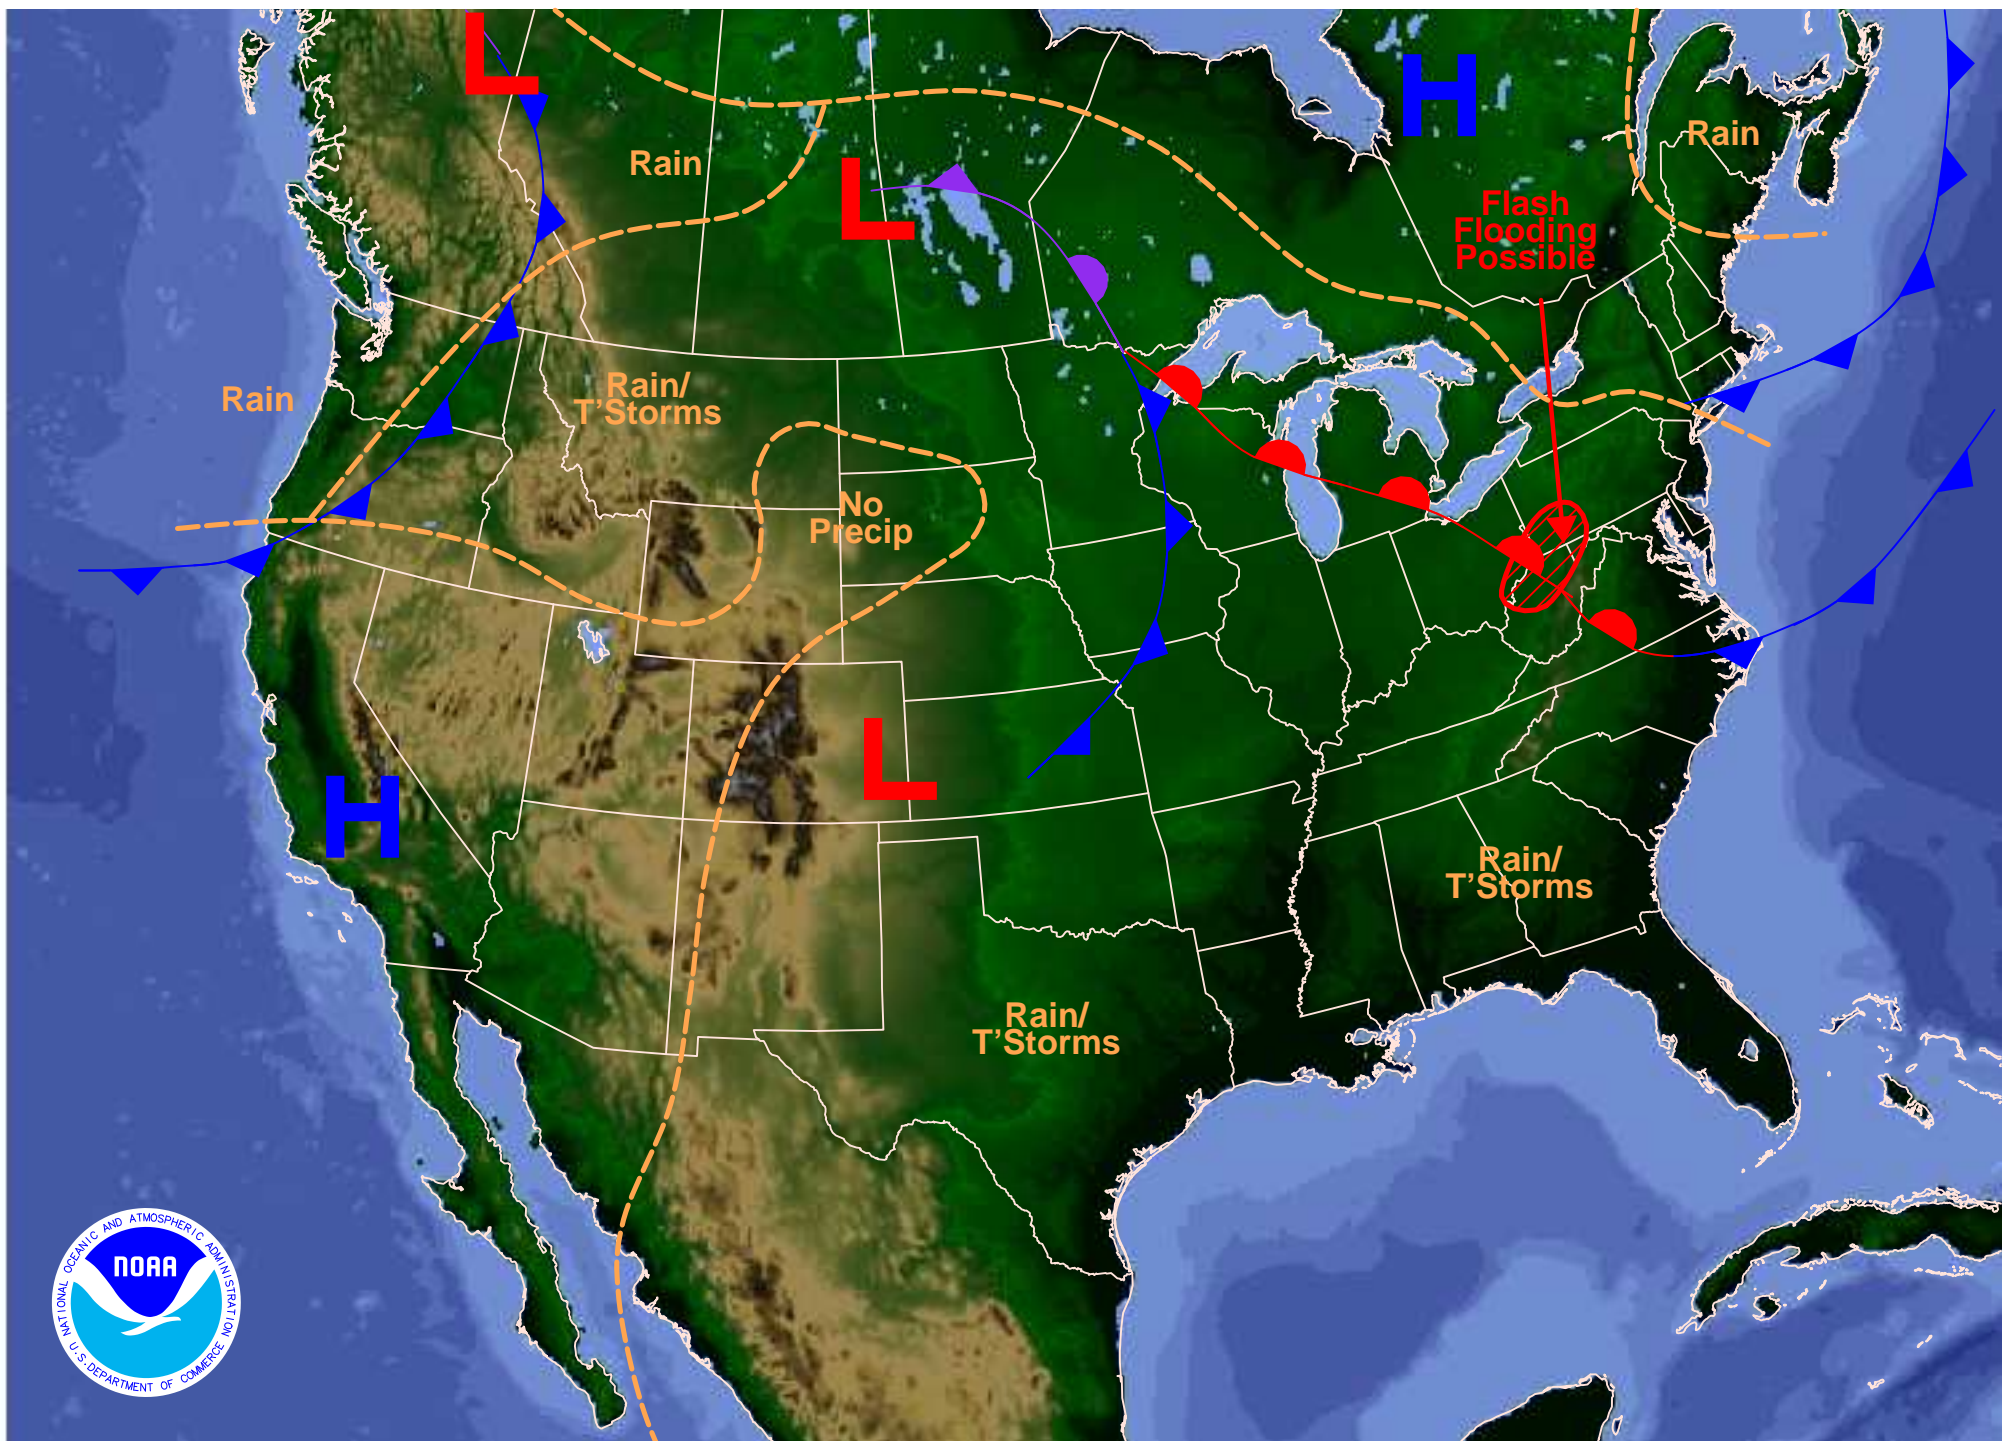 L
H
Rain
Rain
L
Flash
Flooding
Possible
Rain
Rain/
T'Storms
No
Precip
L
H
Rain/
T'Storms
Rain/
T'Storms
NATIONAL OCEANIC AND ATMOSPHERIC ADMINISTRATION
NOAA
U.S. DEPARTMENT OF COMMERCE